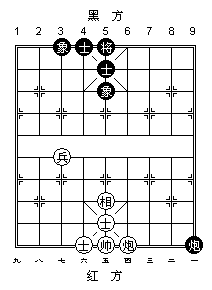 黑 方
1 2 3 4 5 6 7 8 9
象 士 将
士
象
兵
相
士
士 帅 炮 炮
九 八 七 六 五 四 三 二 一
红 方